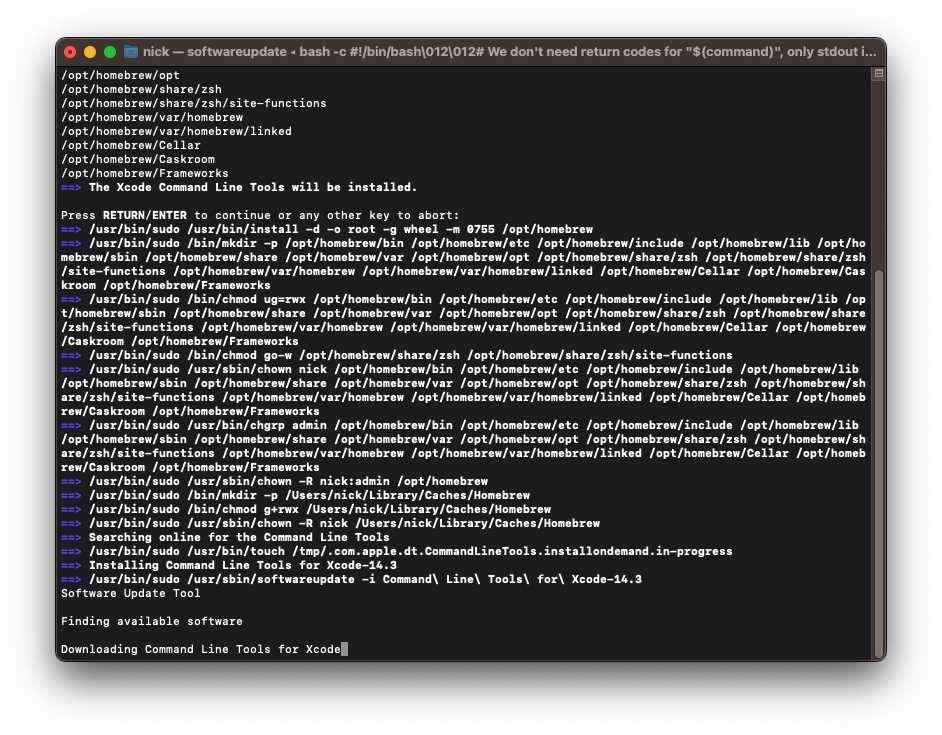 nick — softwareupdate ◂ bash -c #!/bin/bash\012\012# We don't need return codes for "$(command)", only stdout i...
/opt/homebrew/opt
/opt/homebrew/share/zsh
/opt/homebrew/share/zsh/site-functions
/opt/homebrew/var/homebrew
/opt/homebrew/var/homebrew/linked
/opt/homebrew/Cellar
/opt/homebrew/Caskroom
/opt/homebrew/Frameworks
==> The Xcode Command Line Tools will be installed.
Press RETURN/ENTER to continue or any other key to abort:
==> /usr/bin/sudo /usr/bin/install -d -o root -g wheel -m 0755 /opt/homebrew
==> /usr/bin/sudo /bin/mkdir -p /opt/homebrew/bin /opt/homebrew/etc /opt/homebrew/include /opt/homebrew/lib /opt/ho
mebrew/sbin /opt/homebrew/share /opt/homebrew/var /opt/homebrew/opt /opt/homebrew/share/zsh /opt/homebrew/share/zsh
/site-functions /opt/homebrew/var/homebrew /opt/homebrew/var/homebrew/linked /opt/homebrew/Cellar /opt/homebrew/Cas
kroom /opt/homebrew/Frameworks
==> /usr/bin/sudo /bin/chmod ug=rwx /opt/homebrew/bin /opt/homebrew/etc /opt/homebrew/include /opt/homebrew/lib /op
t/homebrew/sbin /opt/homebrew/share /opt/homebrew/var /opt/homebrew/opt /opt/homebrew/share/zsh /opt/homebrew/share
/zsh/site-functions /opt/homebrew/var/homebrew /opt/homebrew/var/homebrew/linked /opt/homebrew/Cellar /opt/homebrew
/Caskroom /opt/homebrew/Frameworks
==> /usr/bin/sudo /bin/chmod go-w /opt/homebrew/share/zsh /opt/homebrew/share/zsh/site-functions
==> /usr/bin/sudo /usr/sbin/chown nick /opt/homebrew/bin /opt/homebrew/etc /opt/homebrew/include /opt/homebrew/lib
/opt/homebrew/sbin /opt/homebrew/share /opt/homebrew/var /opt/homebrew/opt /opt/homebrew/share/zsh /opt/homebrew/sh
are/zsh/site-functions /opt/homebrew/var/homebrew /opt/homebrew/var/homebrew/linked /opt/homebrew/Cellar /opt/homeb
rew/Caskroom /opt/homebrew/Frameworks
==> /usr/bin/sudo /usr/bin/chgrp admin /opt/homebrew/bin /opt/homebrew/etc /opt/homebrew/include /opt/homebrew/lib
/opt/homebrew/sbin /opt/homebrew/share /opt/homebrew/var /opt/homebrew/opt /opt/homebrew/share/zsh /opt/homebrew/sh
are/zsh/site-functions /opt/homebrew/var/homebrew /opt/homebrew/var/homebrew/linked /opt/homebrew/Cellar /opt/homeb
rew/Caskroom /opt/homebrew/Frameworks
==> /usr/bin/sudo /usr/sbin/chown -R nick:admin /opt/homebrew
==> /usr/bin/sudo /bin/mkdir -p /Users/nick/Library/Caches/Homebrew
==> /usr/bin/sudo /bin/chmod g+rwx /Users/nick/Library/Caches/Homebrew
==> /usr/bin/sudo /usr/sbin/chown -R nick /Users/nick/Library/Caches/Homebrew
==> Searching online for the Command Line Tools
==> /usr/bin/sudo /usr/bin/touch /tmp/.com.apple.dt.CommandLineTools.installondemand.in-progress
==> Installing Command Line Tools for Xcode-14.3
==> /usr/bin/sudo /usr/sbin/softwareupdate -i Command\ Line\ Tools\ for\ Xcode-14.3
Software Update Tool
Finding available software
Downloading Command Line Tools for Xcode